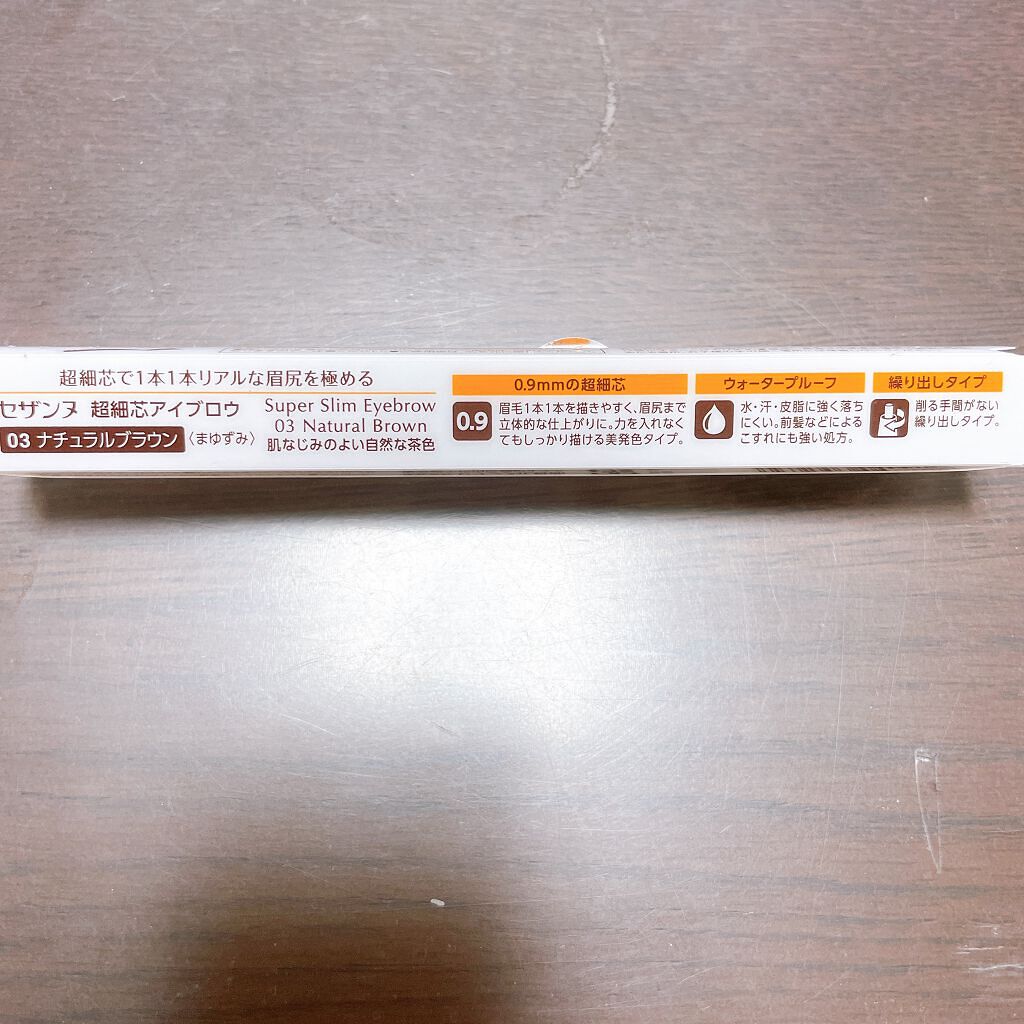 超細芯で1本1本リアルな眉尻を極める
セザンヌ 超細芯アイブロウ
03 ナチュラルブラウン 〈まゆずみ〉
Super Slim Eyebrow
03 Natural Brown
肌なじみのよい自然な茶色
0.9mmの超細芯
0.9
眉毛1本1本を描きやすく、眉尻まで
立体的な仕上がりに。力を入れなく
てもしっかり描ける美発色タイプ。
ウォータープルーフ
水・汗・皮脂に強く落ち
にくい。前髪などによる
こすれにも強い処方。
繰り出しタイプ
削る手間がない
繰り出しタイプ。